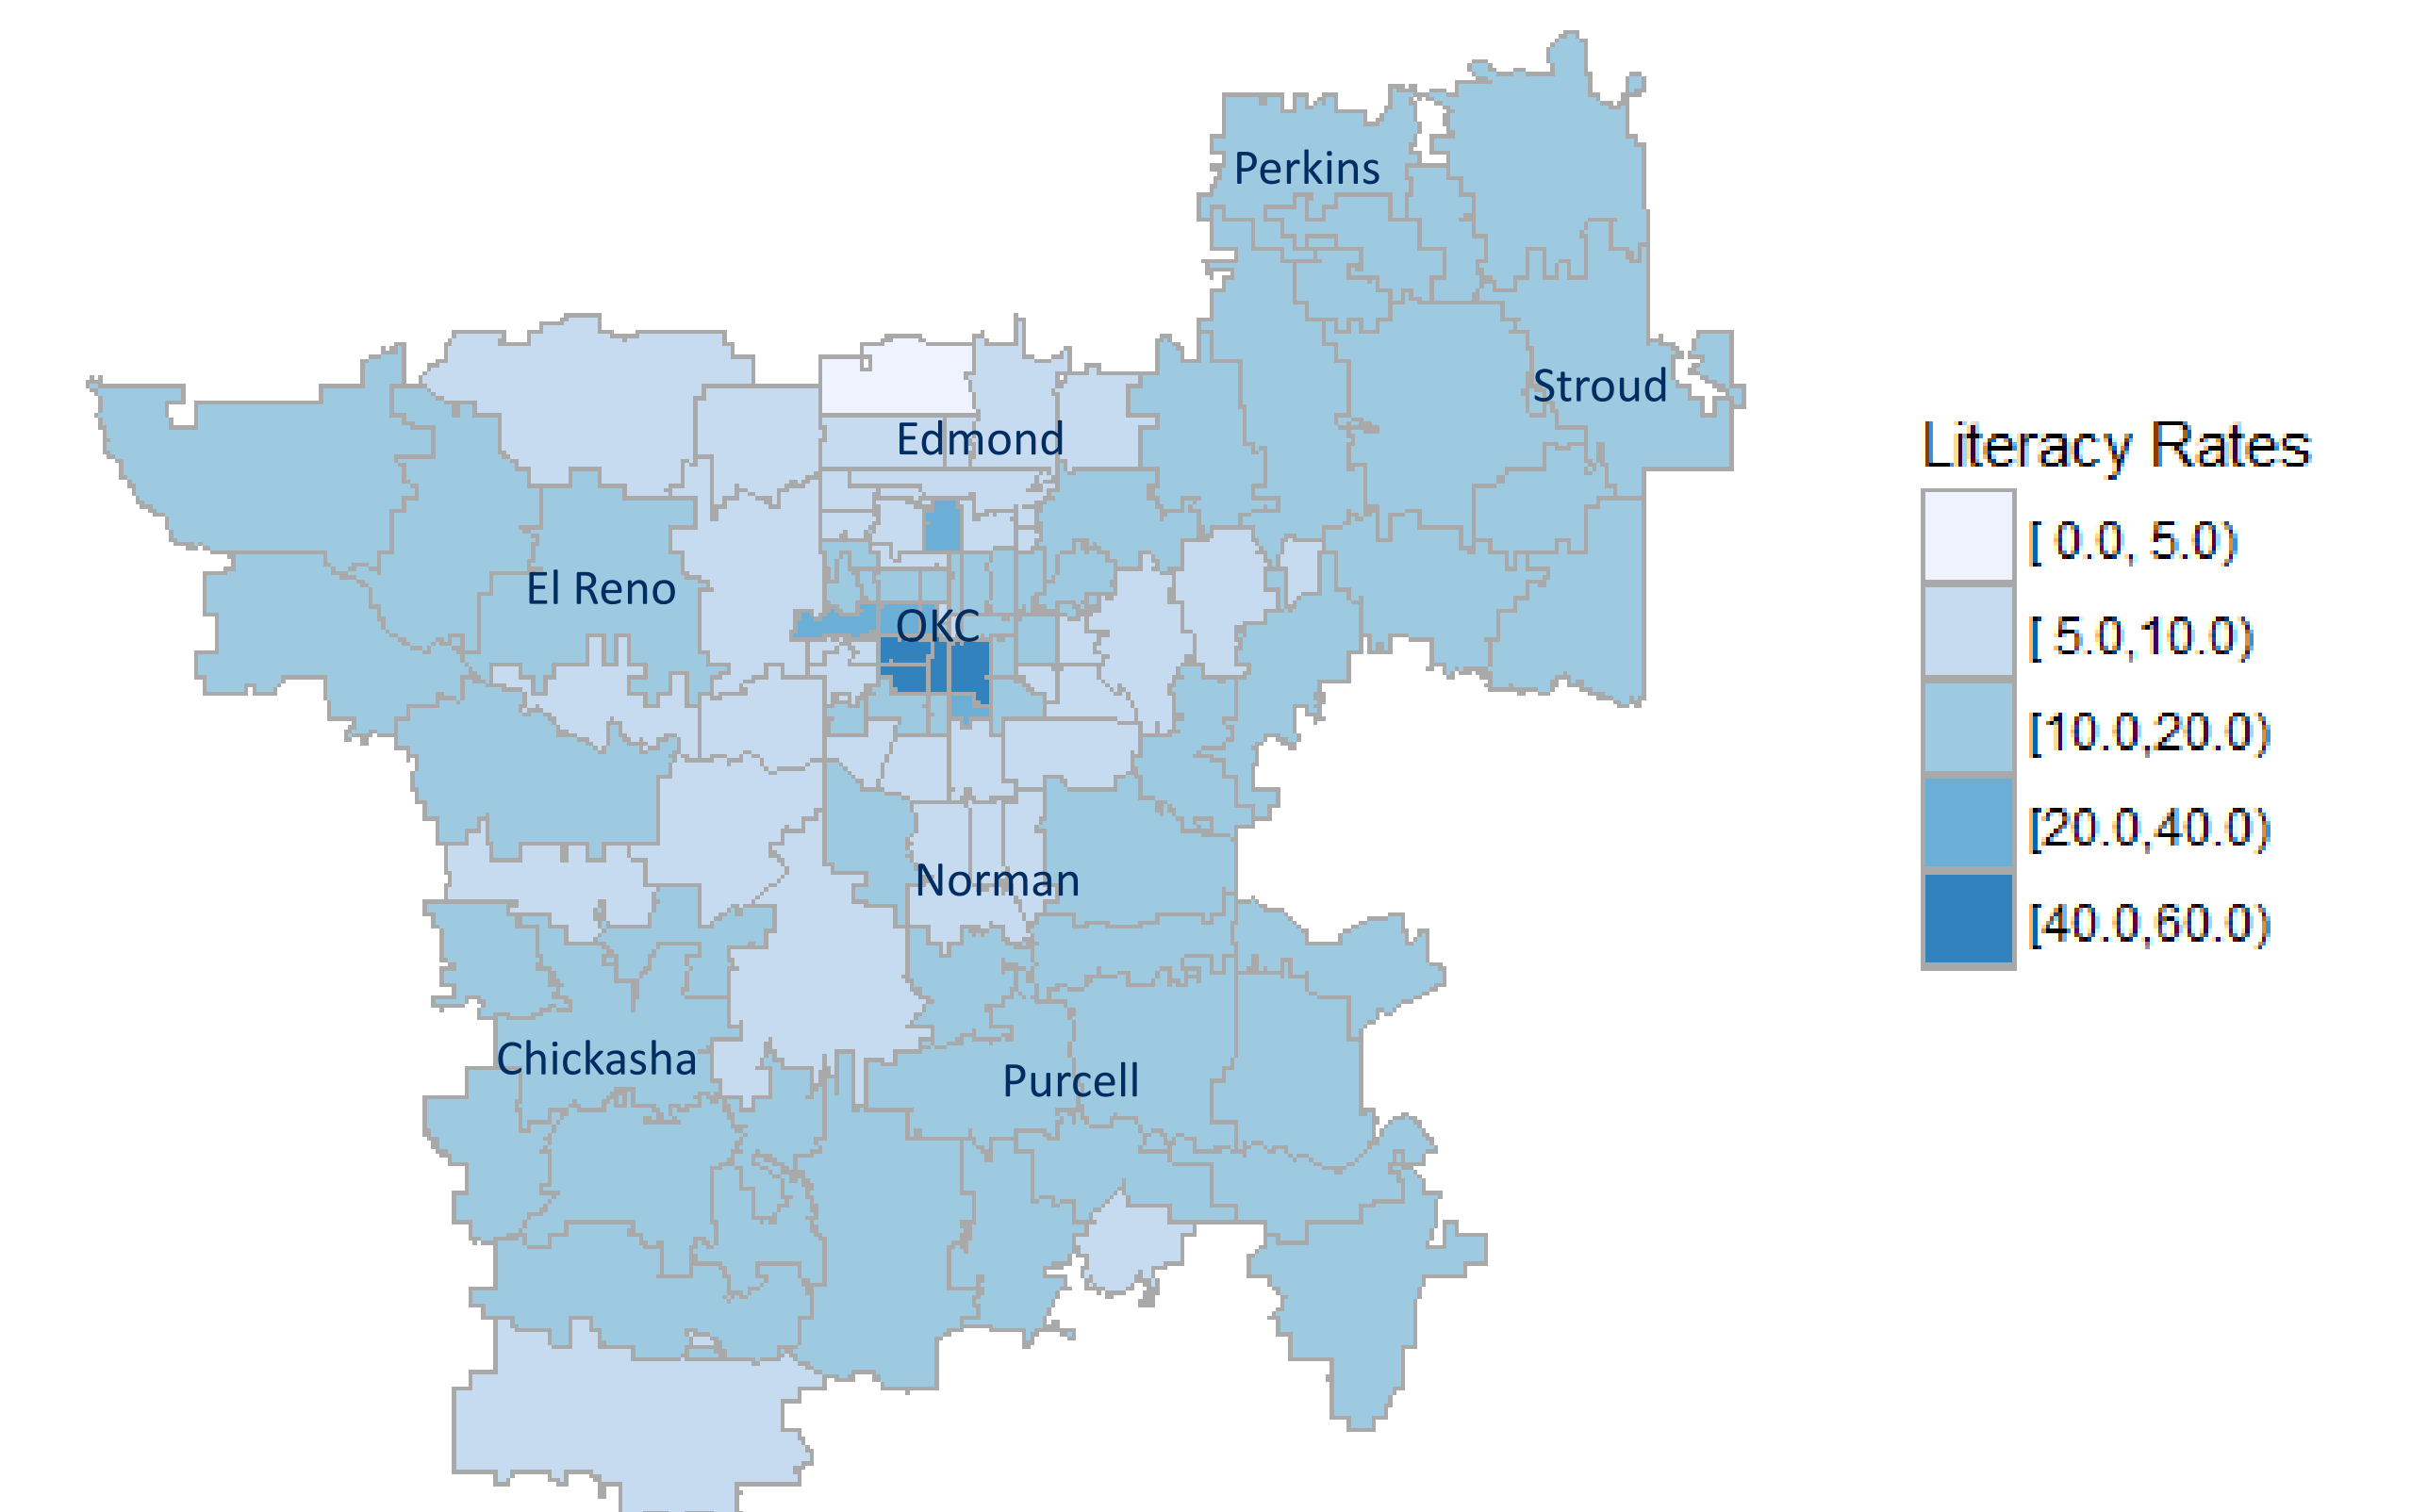 Perkins
Stroud
Edmond
Literacy Rates
[ 0.0, 5.0)
[ 5.0,10.0)
[10.0,20.0)
[20.0,40.0)
[40.0,60.0)
El Reno
OKC
Norman
Chickasha
Purcell